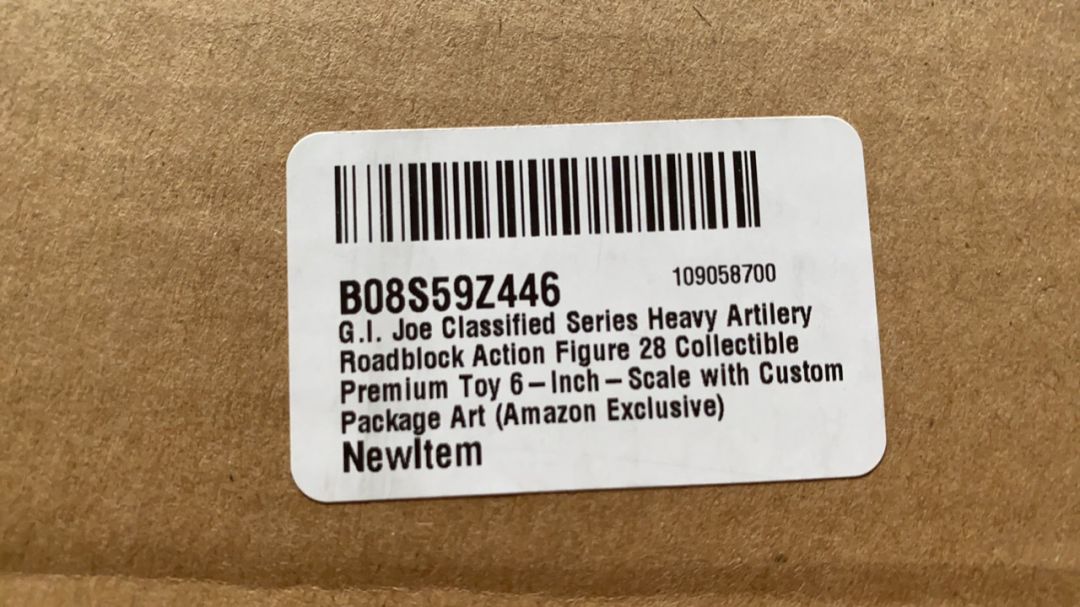 B08S59Z446 109058700
G.I. Joe Classified Series Heavy Artilery
Roadblock Action Figure 28 Collectible
Premium Toy 6–Inch–Scale with Custom
Package Art (Amazon Exclusive)
NewItem